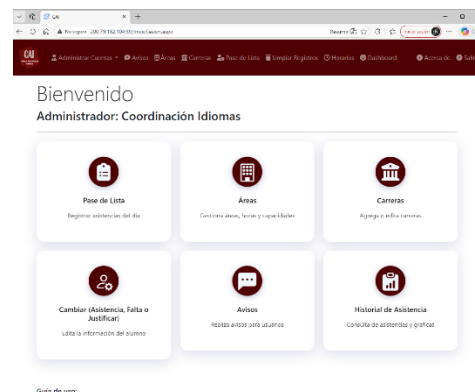 CAI
No seguro
CAI
Administrar Cuentas
Avisos
Áreas
Carreras
Pase de Lista
Limpiar Registros
Horarios
Dashboard
Acerca de
Bienvenido
Administrador: Coordinación Idiomas
Pase de Lista
Registrar asistencias del día
Áreas
Gestiona áreas, horas y capacidades
Carreras
Agrega o edita carreras
Cambiar (Asistencia, Falta o
Justificar)
Edita la información del alumno
Avisos
Realiza avisos para usuarios
Historial de Asistencia
Consulta de asistencias y gráficas
Guía de uso: